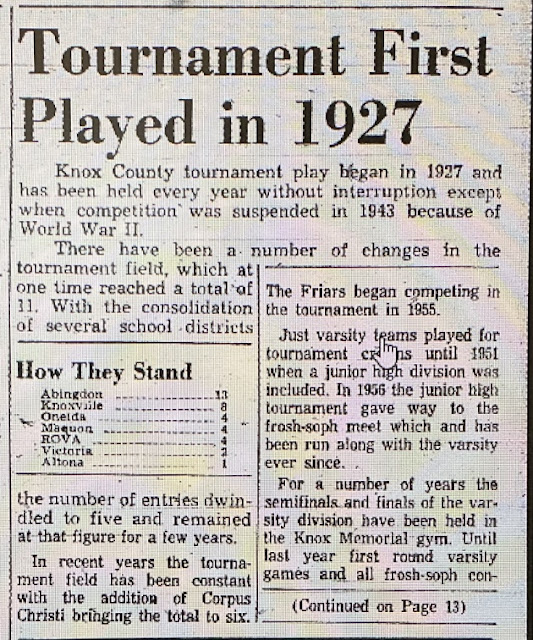 Tournament First
Played in 1927
Knox County tournament play began in 1927 and
has been held every year without interruption except
when competition was suspended in 1943 because of
World War II.
There have been a number of changes in the
tournament field, which at
one time reached a total of
11. With the consolidation
of several school districts
How They Stand
Abingdon 13
Knoxville 8
Oneida 4
Maquon 4
ROVA 4
Victoria 2
Altona 1
the number of entries dwin-
dled to five and remained
at that figure for a few years.
In recent years the tourna-
ment field has been constant
with the addition of Corpus
Christi bringing the total to six.
The Friars began competing in
the tournament in 1955.
Just varsity teams played for
tournament until 1951
when a junior high division was
included. In 1956 the junior high
tournament gave way to the
frosh-soph meet which and has
been run along with the varsity
ever since.
For a number of years the
semifinals and finals of the var-
sity division have been held in
the Knox Memorial gym. Until
last year first round varsity
games and all frosh-soph con-
(Continued on Page 13)